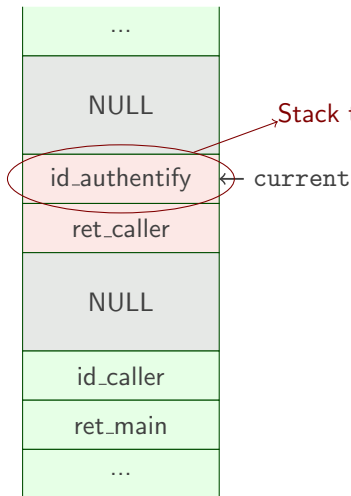 ...
NULL
Stack
id_authentify
current
ret_caller
NULL
id_caller
ret_main
...